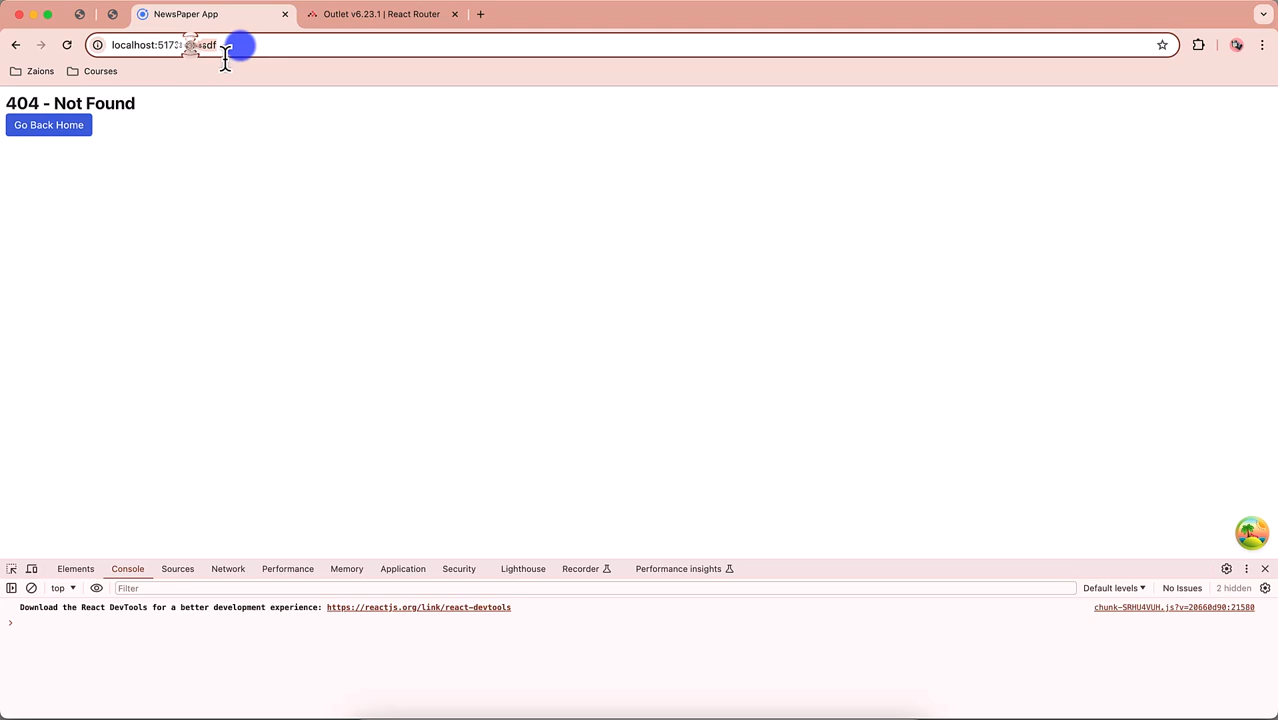 NewsPaper App
Outlet v6.23.1 | React Router
localhost:5173
Zaions
Courses
404 - Not Found
Go Back Home
Elements
Console
Sources
Network
Performance
Memory
Application
Security
Lighthouse
Recorder
Performance insights
top
Filter
Default levels
No Issues
2 hidden
Download the React DevTools for a better development experience: https://reactjs.org/link/react-devtools
chunk-SRHU4VUH.js?v=20660d90:21580